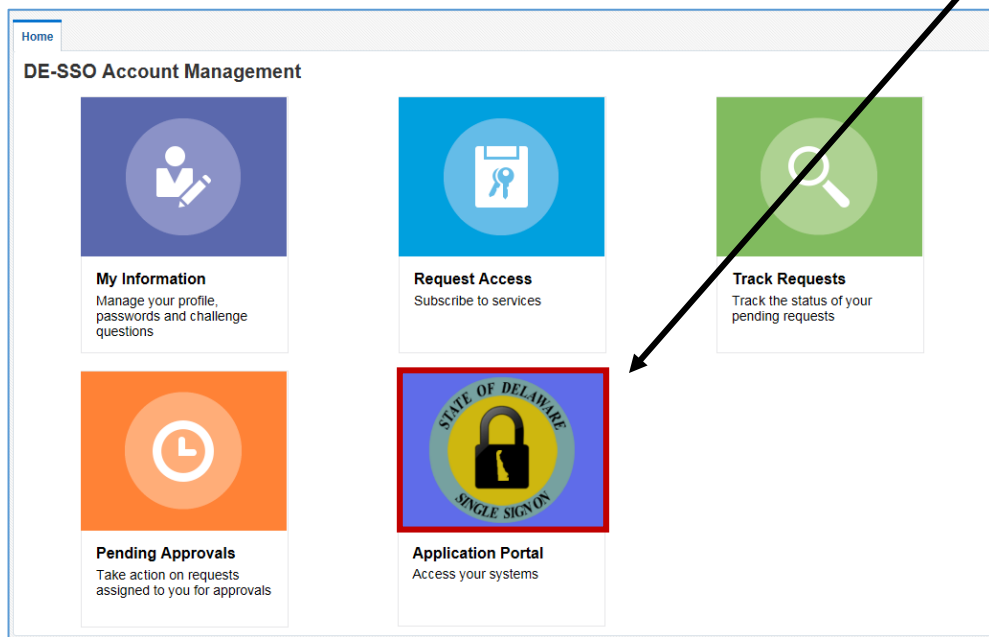 Home
DE-SSO Account Management
My Information
Manage your profile,
passwords and challenge
questions
Request Access
Subscribe to services
Track Requests
Track the status of your
pending requests
Pending Approvals
Take action on requests
assigned to you for approvals
STATE OF DELAWARE
SINGLE SIGN ON
Application Portal
Access your systems